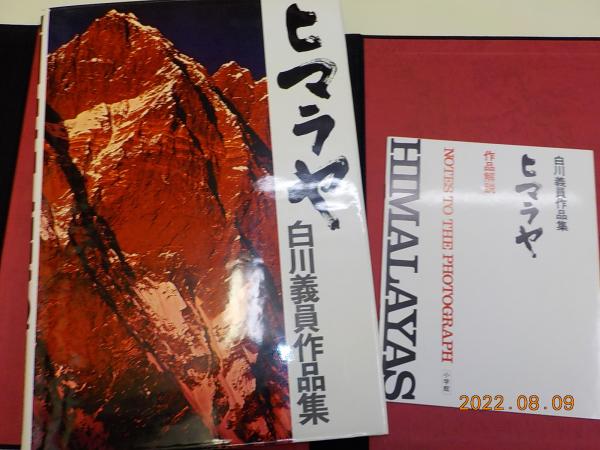 ヒマラヤ
白川義員作品集
白川義員作品集
ヒマラヤ
作品解説
NOTES TO THE PHOTOGRAPH
HIMALAYAS
小学館
2022.08.09